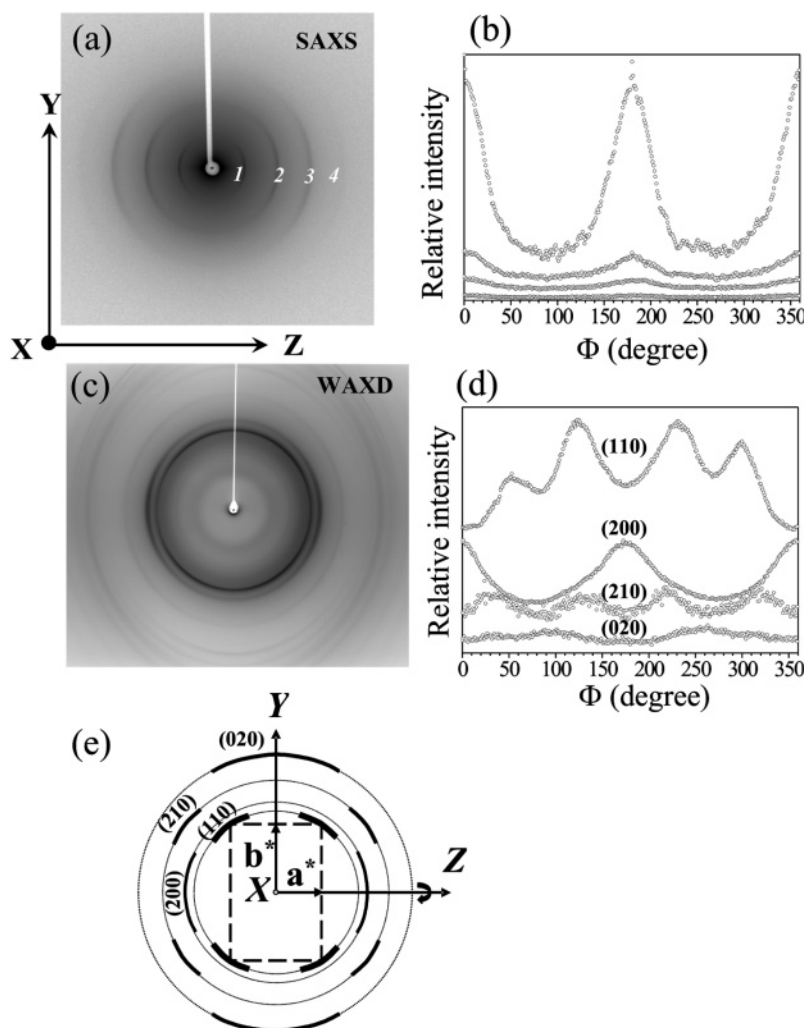 (a)
SAXS
Y
1 2 3 4
X
Z
(b)
Relative intensity
0 50 100 150 200 250 300 350
Φ (degree)
(c)
WAXD
(d)
(110)
(200)
(210)
(020)
Relative intensity
0 50 100 150 200 250 300 350
Φ (degree)
(e)
Y
(020)
(210)
(110)
(200)
b*
a*
X
Z